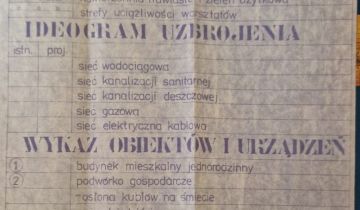 strefy uciążliwości warsztatów
IDEOGRAM UZBROJENIA
istn. proj.
sieć wodociągowa
sieć kanalizacji sanitarnej
sieć kanalizacji deszczowej
sieć gazowa
sieć elektryczna kablowa
WYKAZ OBIEKTÓW I URZĄDZEŃ
1 budynek mieszkalny jednorodzinny
2 podwórko gospodarcze
osłona kubłów na śmiecie